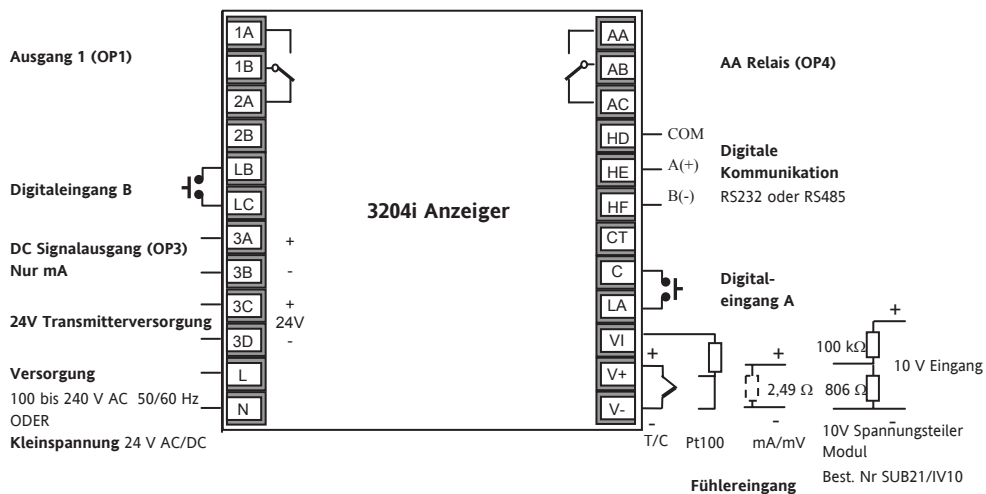 Ausgang 1 (OP1)
1A
1B
2A
2B
Digitaleingang B
LB
LC
DC Signalausgang (OP3)
Nur mA
3A
+
3B
-
24V Transmitterversorgung
3C
+
24V
3D
-
Versorgung
100 bis 240 V AC 50/60 Hz
ODER
Kleinspannung 24 V AC/DC
L
N
3204i Anzeiger
AA
AB
AC
AA Relais (OP4)
HD
COM
HE
A(+)
HF
B(-)
Digitale
Kommunikation
RS232 oder RS485
CT
C
LA
Digital-
eingang A
VI
V+
V-
+
-
T/C
Pt100
+
2,49 Ω
-
mA/mV
+
100 kΩ
10 V Eingang
806 Ω
-
10V Spannungsteiler
Modul
Best. Nr SUB21/IV10
Fühlereingang